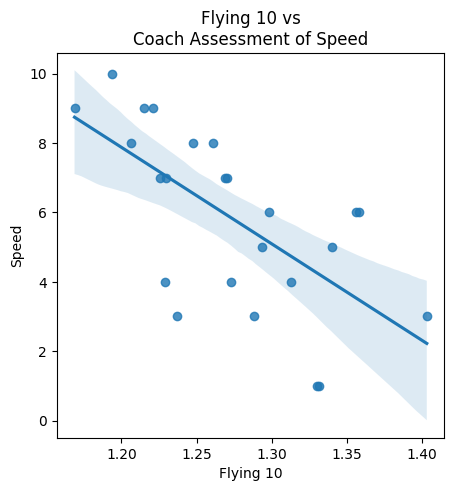 Flying 10 vs
Coach Assessment of Speed
10
8
6
4
2
0
Speed
1.20 1.25 1.30 1.35 1.40
Flying 10